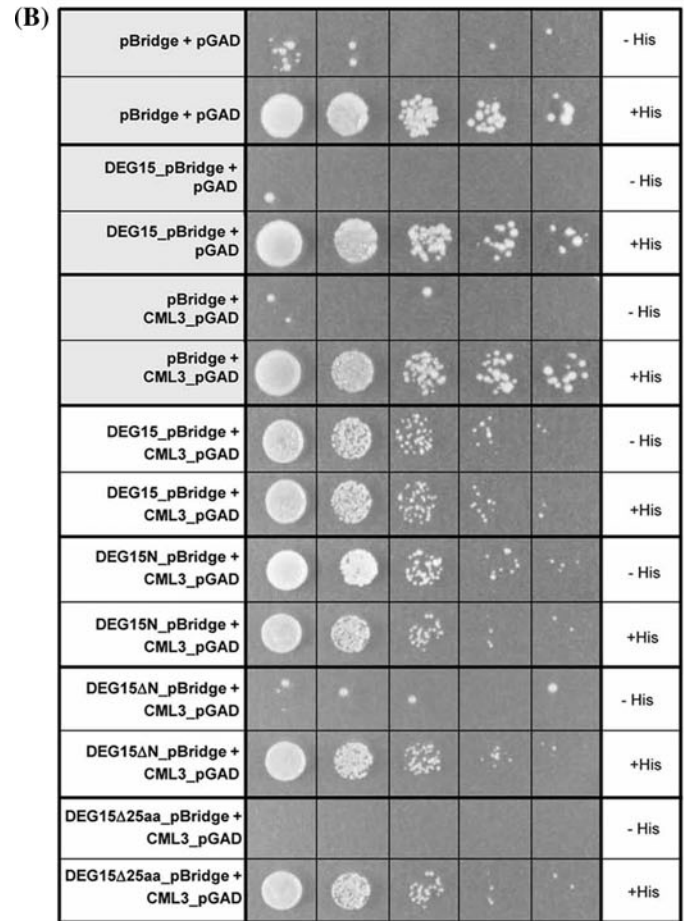 (B)
pBridge + pGAD - His
pBridge + pGAD +His
DEG15_pBridge +
pGAD - His
DEG15_pBridge +
pGAD +His
pBridge +
CML3_pGAD - His
pBridge +
CML3_pGAD +His
DEG15_pBridge +
CML3_pGAD - His
DEG15_pBridge +
CML3_pGAD +His
DEG15N_pBridge +
CML3_pGAD - His
DEG15N_pBridge +
CML3_pGAD +His
DEG15ΔN_pBridge +
CML3_pGAD - His
DEG15ΔN_pBridge +
CML3_pGAD +His
DEG15Δ25aa_pBridge +
CML3_pGAD - His
DEG15Δ25aa_pBridge +
CML3_pGAD +His